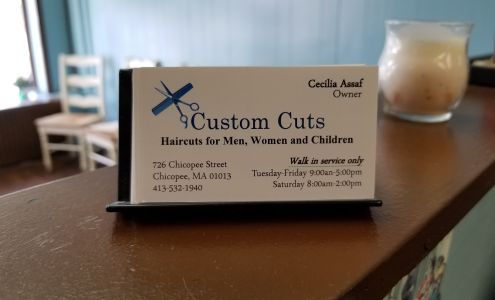 Cecilia Assaf
Owner
Custom Cuts
Haircuts for Men, Women and Children
726 Chicopee Street
Chicopee, MA 01013
413-532-1940
Walk in service only
Tuesday-Friday 9:00am-5:00pm
Saturday 8:00am-2:00pm